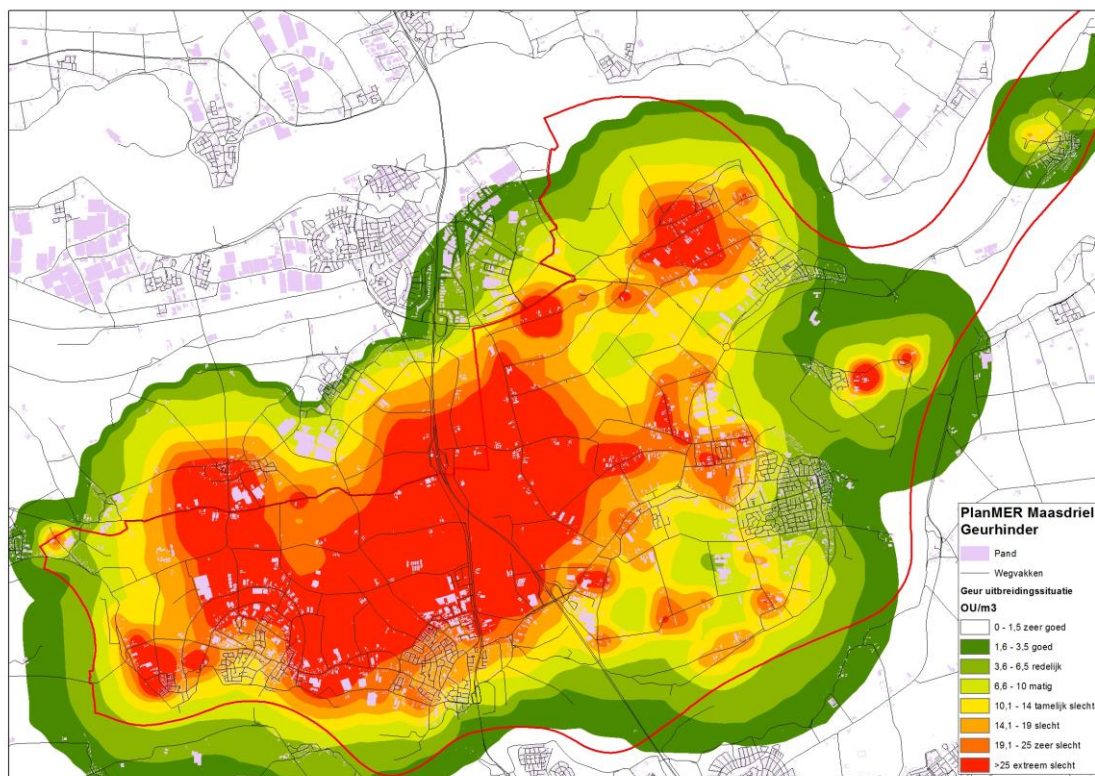 PlanMER Maasdriel
Geurhinder
Pand
Wegvakken
Geur uitbreidingssituatie
OU/m3
0 - 1,5 zeer goed
1,6 - 3,5 goed
3,6 - 6,5 redelijk
6,6 - 10 matig
10,1 - 14 tamelijk slecht
14,1 - 19 slecht
19,1 - 25 zeer slecht
>25 extreem slecht